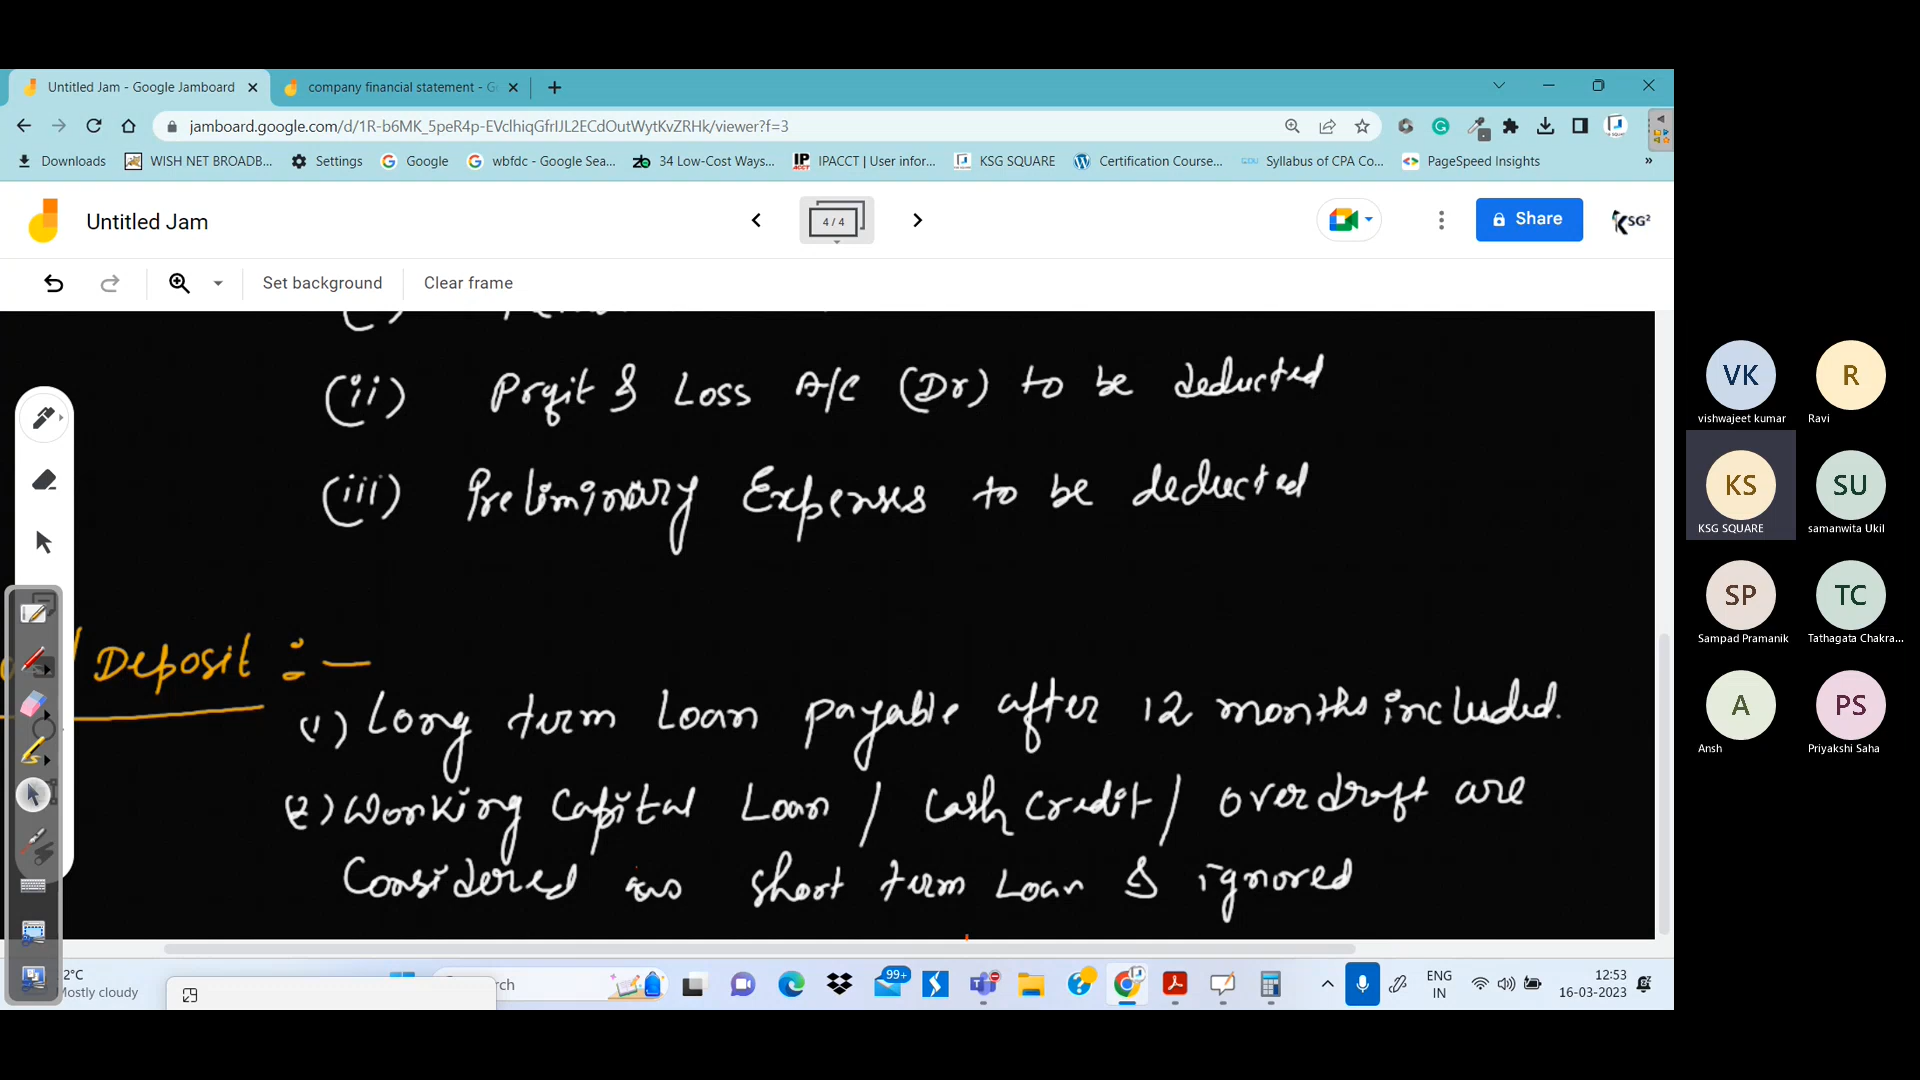 Untitled Jam - Google Jamboard
company financial statement - G
jamboard.google.com/d/1R-b6MK_5peR4p-EVclhiqGfrIJL2ECdOutWytKvZRHk/viewer?f=3
Downloads WISH NET BROADB... Settings Google wbfdc - Google Sea... 34 Low-Cost Ways... IPACCT | User infor... KSG SQUARE Certification Course... Syllabus of CPA Co... PageSpeed Insights »
Untitled Jam
4 / 4
Share
KSG²
Set background Clear frame
(ii) Profit & Loss A/C (Dr) to be deducted
(iii) Preliminary Expenses to be deducted
Deposit :-
(1) Long term Loan payable after 12 months included.
(2) Working Capital Loan / Cash Credit / overdraft are
Considered as short term Loan & ignored
VK
vishwajeet kumar
R
Ravi
KS
KSG SQUARE
SU
samanwita Ukil
SP
Sampad Pramanik
TC
Tathagata Chakra...
A
Ansh
PS
Priyakshi Saha
2°C
Mostly cloudy
rch
99+
ENG
IN
12:53
16-03-2023